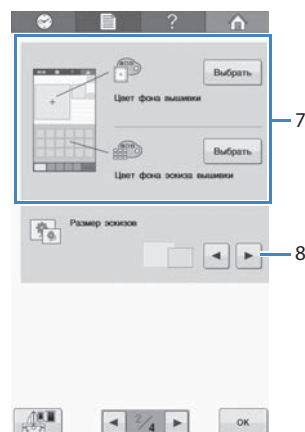 ?
Выбрать
Цвет фона вышивки
7
Выбрать
Цвет фона эскиза вышивки
Размер эскизов
8
2/4
OK